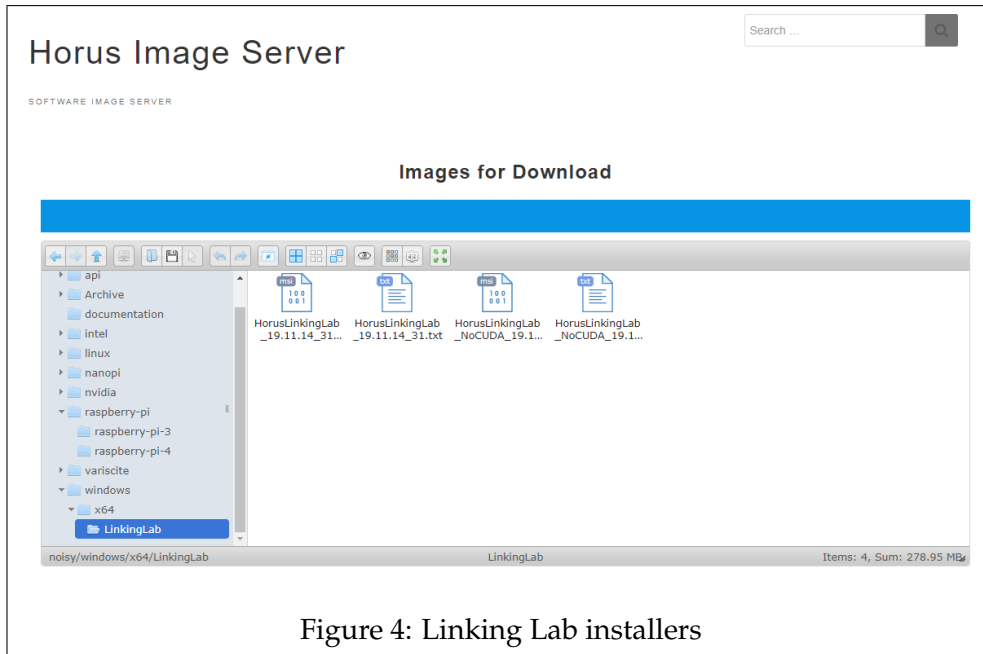 Search ...
Horus Image Server
SOFTWARE IMAGE SERVER
Images for Download
api
Archive
documentation
intel
linux
nanopi
nvidia
raspberry-pi
raspberry-pi-3
raspberry-pi-4
variscite
windows
x64
LinkingLab
msi
100
001
HorusLinkingLab
_19.11.14_31...
txt
HorusLinkingLab
_19.11.14_31.txt
msi
100
001
HorusLinkingLab
_NoCUDA_19.1...
txt
HorusLinkingLab
_NoCUDA_19.1...
noisy/windows/x64/LinkingLab
LinkingLab
Items: 4, Sum: 278.95 MB
Figure 4: Linking Lab installers